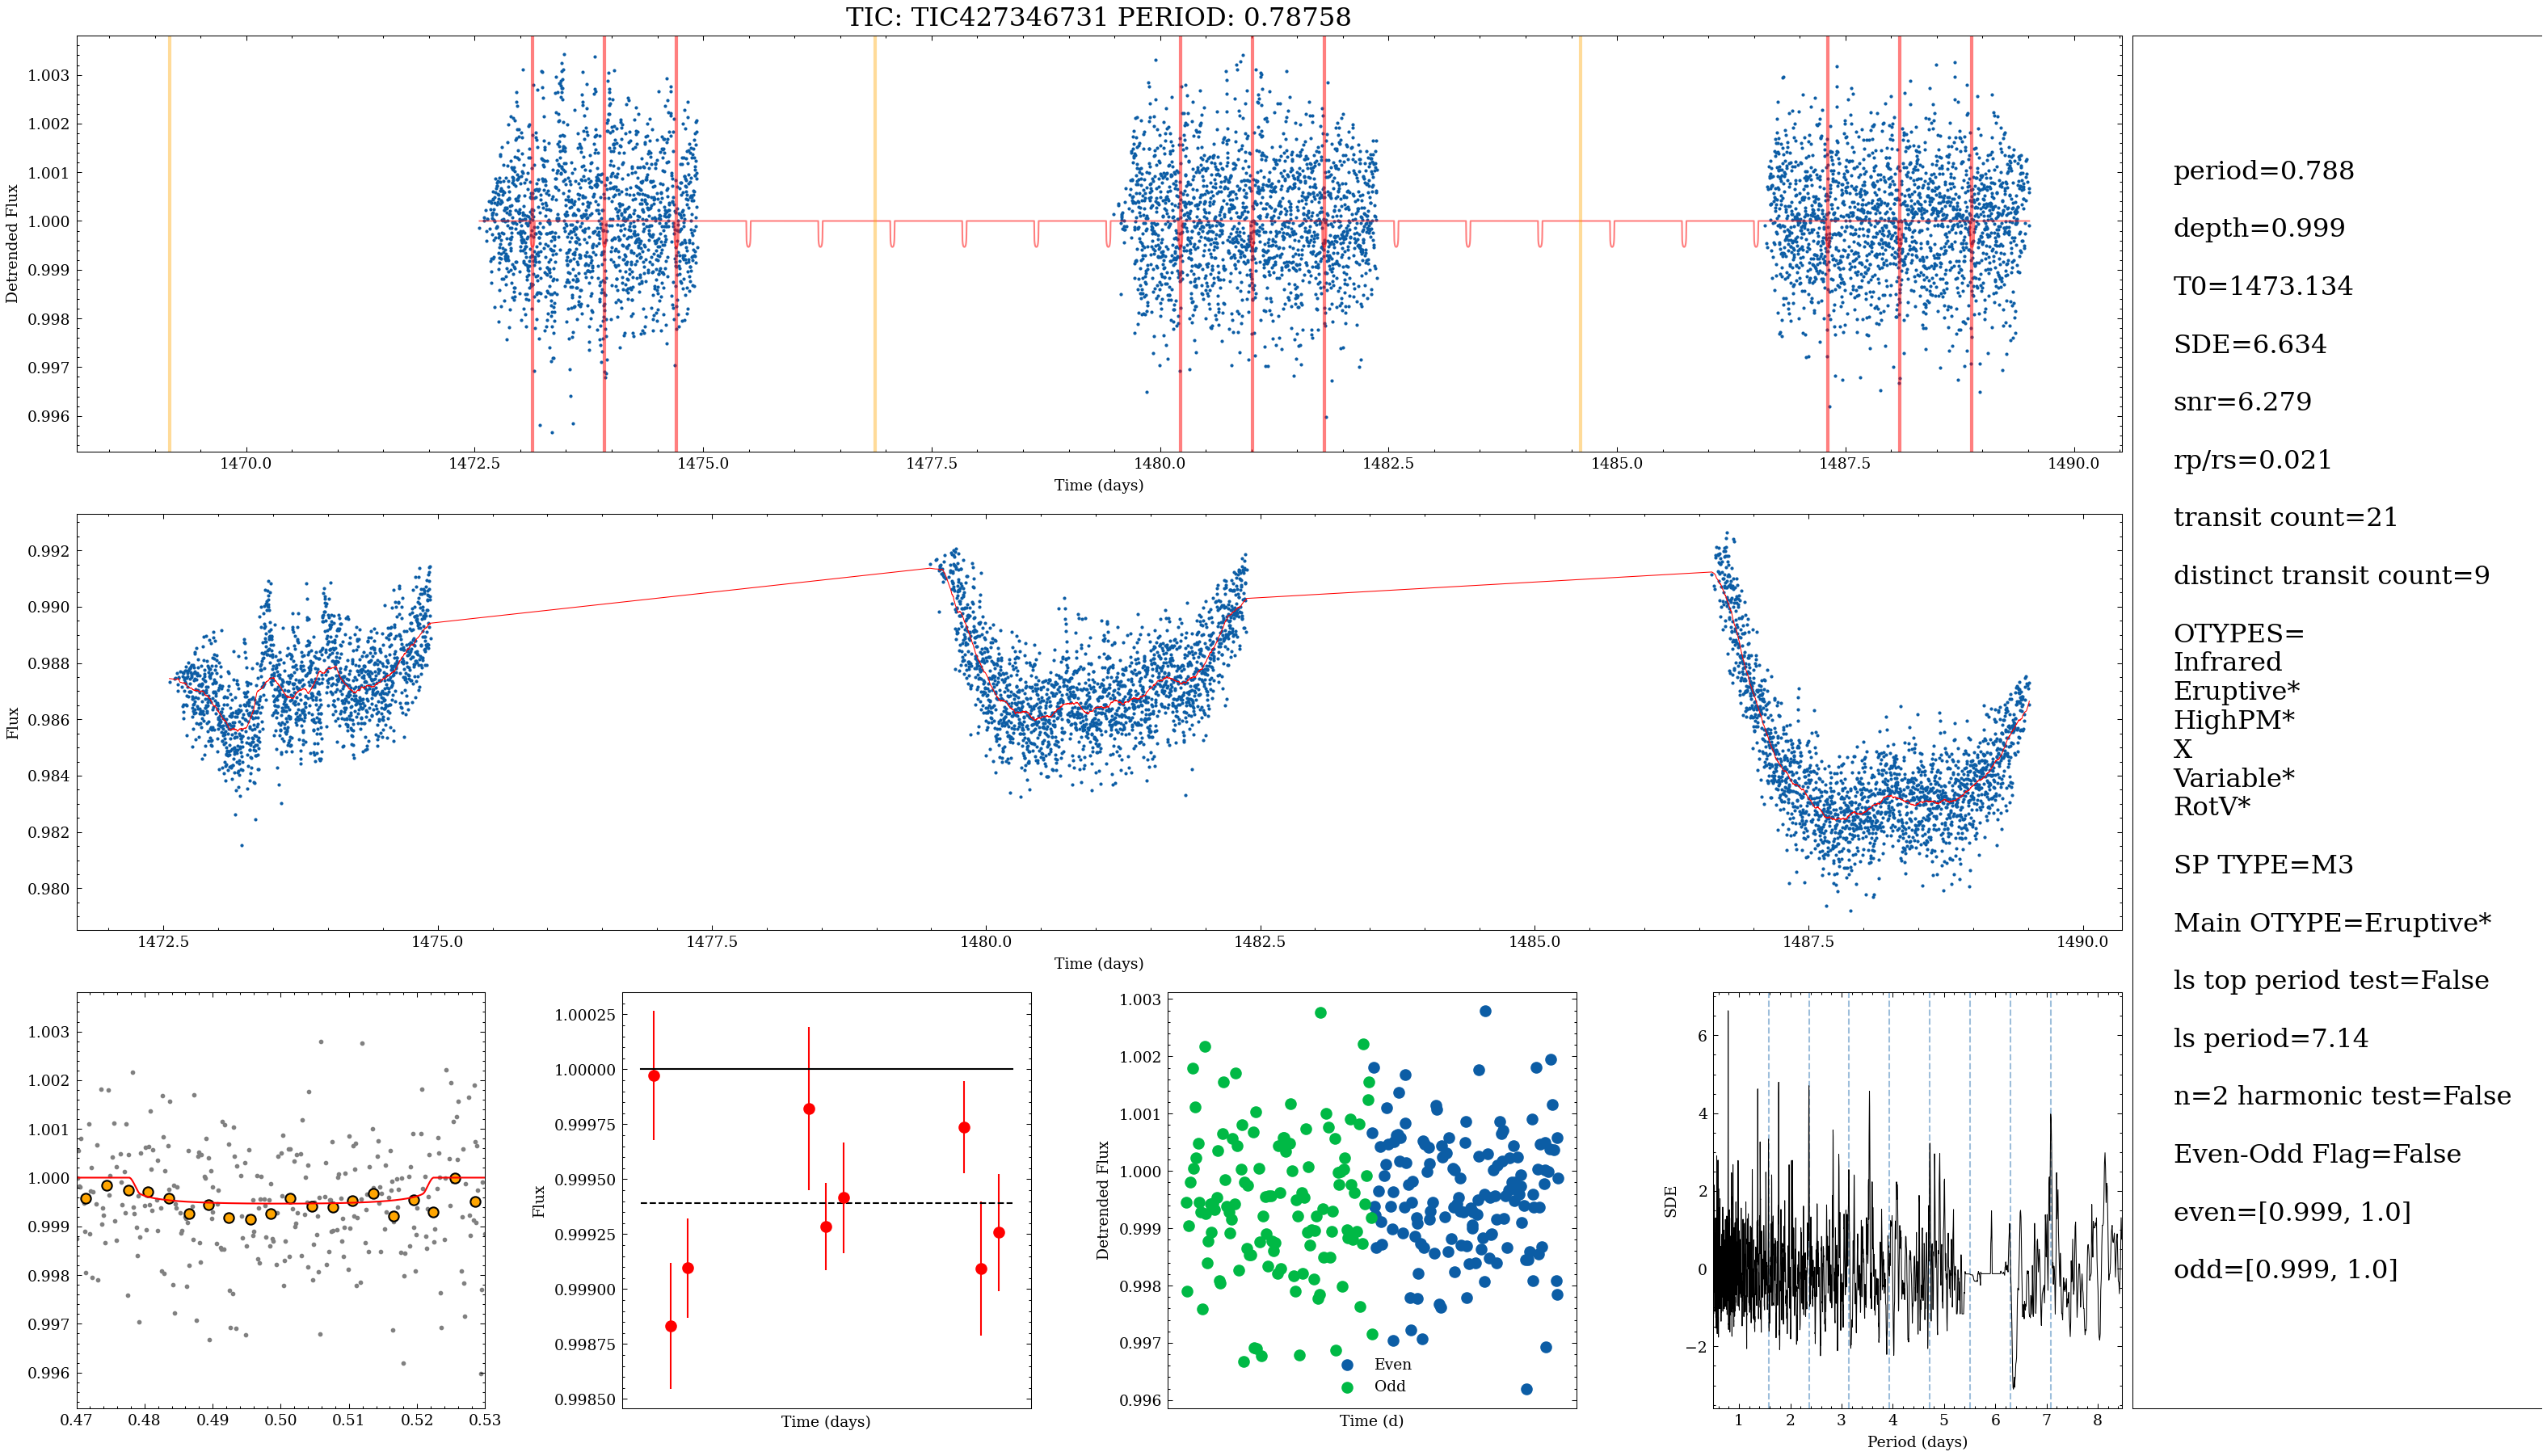 TIC: TIC427346731 PERIOD: 0.78758
1.003
1.002
1.001
1.000
0.999
0.998
0.997
0.996
Detrended Flux
1470.0 1472.5 1475.0 1477.5 1480.0 1482.5 1485.0 1487.5 1490.0
Time (days)
0.992
0.990
0.988
0.986
0.984
0.982
0.980
Flux
1472.5 1475.0 1477.5 1480.0 1482.5 1485.0 1487.5 1490.0
Time (days)
1.003
1.002
1.001
1.000
0.999
0.998
0.997
0.996
0.47 0.48 0.49 0.50 0.51 0.52 0.53
1.00025
1.00000
0.99975
0.99950
0.99925
0.99900
0.99875
0.99850
Flux
Time (days)
1.003
1.002
1.001
1.000
0.999
0.998
0.997
0.996
Detrended Flux
Even
Odd
Time (d)
6
4
2
0
−2
SDE
1 2 3 4 5 6 7 8
Period (days)
period=0.788
depth=0.999
T0=1473.134
SDE=6.634
snr=6.279
rp/rs=0.021
transit count=21
distinct transit count=9
OTYPES=
Infrared
Eruptive*
HighPM*
X
Variable*
RotV*
SP TYPE=M3
Main OTYPE=Eruptive*
ls top period test=False
ls period=7.14
n=2 harmonic test=False
Even-Odd Flag=False
even=[0.999, 1.0]
odd=[0.999, 1.0]